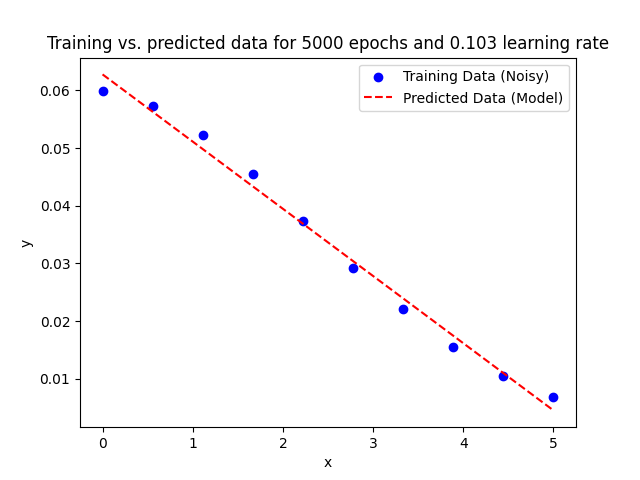 Training vs. predicted data for 5000 epochs and 0.103 learning rate
Training Data (Noisy)
Predicted Data (Model)
0.06
0.05
0.04
0.03
0.02
0.01
y
0 1 2 3 4 5
x